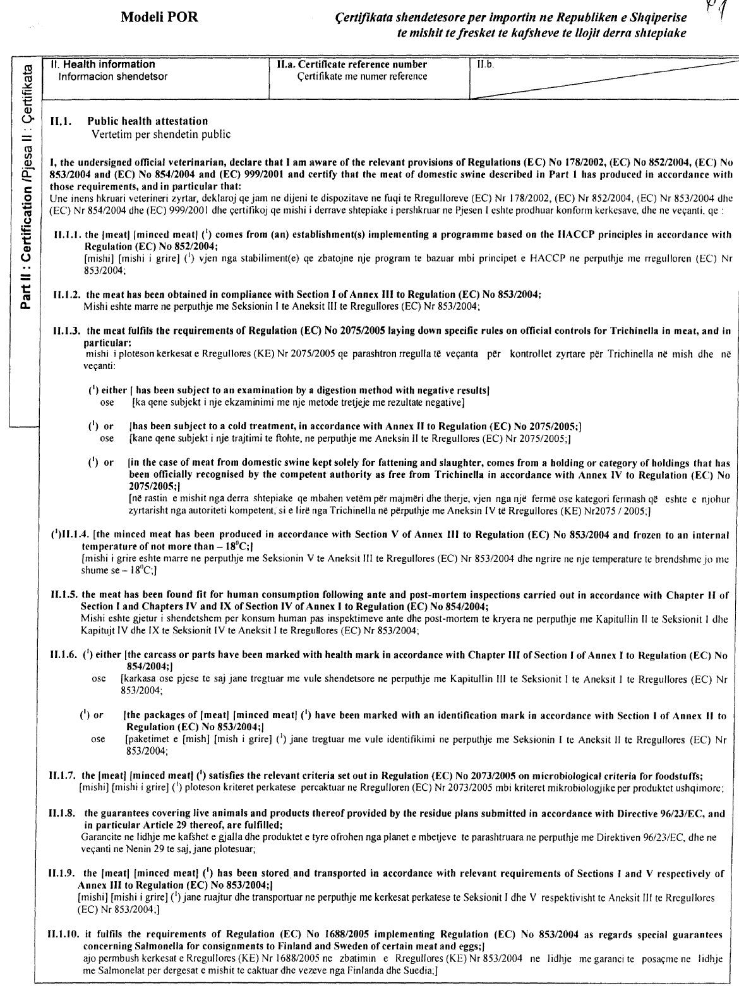 Modeli POR
Çertifikata shendetesore per importin ne Republiken e Shqiperise
te mishit te fresket te kafsheve te llojit derra shtepiake
Part II : Certification /Pjesa II : Çertifikata
II. Health information
Informacion shendetsor
II.a. Certificate reference number
Çertifikate me numer reference
II.b.
II.1. Public health attestation
Vertetim per shendetin public
I, the undersigned official veterinarian, declare that I am aware of the relevant provisions of Regulations (EC) No 178/2002, (EC) No 852/2004, (EC) No
853/2004 and (EC) No 854/2004 and (EC) 999/2001 and certify that the meat of domestic swine described in Part 1 has produced in accordance with
those requirements, and in particular that:
Une inens hkruari veterineri zyrtar, deklaroj qe jam ne dijeni te dispozitave ne fuqi te Rregulloreve (EC) Nr 178/2002, (EC) Nr 852/2004, (EC) Nr 853/2004 dhe
(EC) Nr 854/2004 dhe (EC) 999/2001 dhe çertifikoj qe mishi i derrave shtepiake i pershkruar ne Pjesen I eshte prodhuar konform kerkesave, dhe ne veçanti, qe :
II.1.1. the [meat] [minced meat] (¹) comes from (an) establishment(s) implementing a programme based on the HACCP principles in accordance with
Regulation (EC) No 852/2004;
[mishi] [mishi i grire] (¹) vjen nga stabiliment(e) qe zbatojne nje program te bazuar mbi principet e HACCP ne perputhje me rregulloren (EC) Nr
853/2004;
II.1.2. the meat has been obtained in compliance with Section I of Annex III to Regulation (EC) No 853/2004;
Mishi eshte marre ne perputhje me Seksionin I te Aneksit III te Rregullores (EC) Nr 853/2004;
II.1.3. the meat fulfils the requirements of Regulation (EC) No 2075/2005 laying down specific rules on official controls for Trichinella in meat, and in
particular:
mishi i plotëson kërkesat e Rregullores (KE) Nr 2075/2005 qe parashtron rregulla të veçanta për kontrollet zyrtare për Trichinella në mish dhe në
veçanti:
(¹) either [ has been subject to an examination by a digestion method with negative results]
ose [ka qene subjekt i nje ekzaminimi me nje metode tretjeje me rezultate negative]
(¹) or [has been subject to a cold treatment, in accordance with Annex II to Regulation (EC) No 2075/2005;]
ose [kane qene subjekt i nje trajtimi te ftohte, ne perputhje me Aneksin II te Rregullores (EC) Nr 2075/2005;]
(¹) or [in the case of meat from domestic swine kept solely for fattening and slaughter, comes from a holding or category of holdings that has
been officially recognised by the competent authority as free from Trichinella in accordance with Annex IV to Regulation (EC) No
2075/2005;]
[në rastin e mishit nga derra shtepiake qe mbahen vetëm për majmëri dhe therje, vjen nga një fermë ose kategori fermash që eshte e njohur
zyrtarisht nga autoriteti kompetent, si e lirë nga Trichinella në përputhje me Aneksin IV të Rregullores (KE) Nr2075 / 2005;]
(¹)II.1.4. [the minced meat has been produced in accordance with Section V of Annex III to Regulation (EC) No 853/2004 and frozen to an internal
temperature of not more than – 18⁰C;]
[mishi i grire eshte marre ne perputhje me Seksionin V te Aneksit III te Rregullores (EC) Nr 853/2004 dhe ngrire ne nje temperature te brendshme jo me
shume se – 18⁰C;]
II.1.5. the meat has been found fit for human consumption following ante and post-mortem inspections carried out in accordance with Chapter II of
Section I and Chapters IV and IX of Section IV of Annex I to Regulation (EC) No 854/2004;
Mishi eshte gjetur i shendetshem per konsum human pas inspektimeve ante dhe post-mortem te kryera ne perputhje me Kapitullin II te Seksionit I dhe
Kapitujt IV dhe IX te Seksionit IV te Aneksit I te Rregullores (EC) Nr 853/2004;
II.1.6. (¹) either [the carcass or parts have been marked with health mark in accordance with Chapter III of Section I of Annex I to Regulation (EC) No
854/2004;]
ose [karkasa ose pjese te saj jane tregtuar me vule shendetsore ne perputhje me Kapitullin III te Seksionit I te Aneksit I te Rregullores (EC) Nr
853/2004;
(¹) or [the packages of [meat] [minced meat] (¹) have been marked with an identification mark in accordance with Section I of Annex II to
Regulation (EC) No 853/2004;]
ose [paketimet e [mish] [mish i grire] (¹) jane tregtuar me vule identifikimi ne perputhje me Seksionin I te Aneksit II te Rregullores (EC) Nr
853/2004;
II.1.7. the [meat] [minced meat] (¹) satisfies the relevant criteria set out in Regulation (EC) No 2073/2005 on microbiological criteria for foodstuffs;
[mishi] [mishi i grire] (¹) ploteson kriteret perkatese percaktuar ne Rregulloren (EC) Nr 2073/2005 mbi kriteret mikrobiologjike per produktet ushqimore;
II.1.8. the guarantees covering live animals and products thereof provided by the residue plans submitted in accordance with Directive 96/23/EC, and
in particular Article 29 thereof, are fulfilled;
Garancite ne lidhje me kafshet e gjalla dhe produktet e tyre ofrohen nga planet e mbetjeve te parashtruara ne perputhje me Direktiven 96/23/EC, dhe ne
veçanti ne Nenin 29 te saj, jane plotesuar;
II.1.9. the [meat] [minced meat] (¹) has been stored and transported in accordance with relevant requirements of Sections I and V respectively of
Annex III to Regulation (EC) No 853/2004;]
[mishi] [mishi i grire] (¹) jane ruajtur dhe transportuar ne perputhje me kerkesat perkatese te Seksionit I dhe V respektivisht te Aneksit III te Rregullores
(EC) Nr 853/2004;]
II.1.10. it fulfils the requirements of Regulation (EC) No 1688/2005 implementing Regulation (EC) No 853/2004 as regards special guarantees
concerning Salmonella for consignments to Finland and Sweden of certain meat and eggs;]
ajo permbush kerkesat e Rregullores (KE) Nr 1688/2005 ne zbatimin e Rregullores (KE) Nr 853/2004 ne lidhje me garanci te posaçme ne lidhje
me Salmonelat per dergesat e mishit te caktuar dhe vezeve nga Finlanda dhe Suedia;]